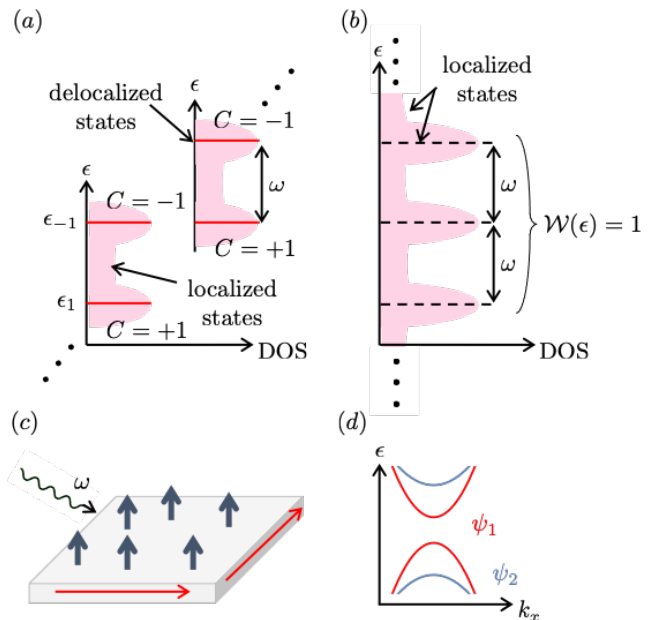 (a)
(b)
ϵ
delocalized
states
C = −1
localized
states
ϵ
ϵ
C = −1
ω
ω
ϵ₋₁
C = +1
ω
𝒲(ϵ) = 1
localized
states
ϵ₁
C = +1
DOS
DOS
(c)
(d)
ω
ϵ
ψ₁
ψ₂
kₓ